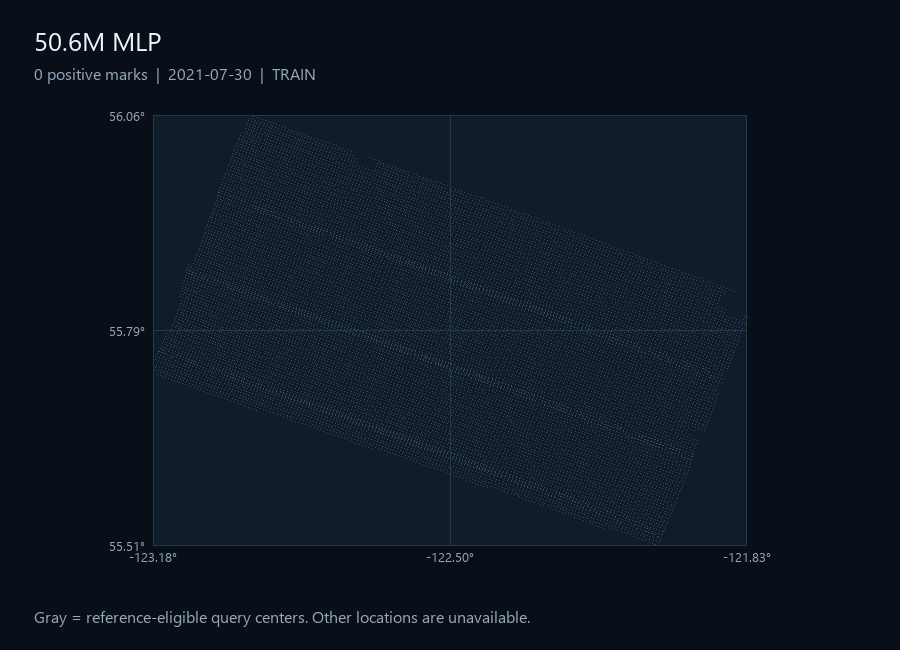 50.6M MLP
0 positive marks | 2021-07-30 | TRAIN
56.06°
55.79°
55.51°
-123.18°
-122.50°
-121.83°
Gray = reference-eligible query centers. Other locations are unavailable.